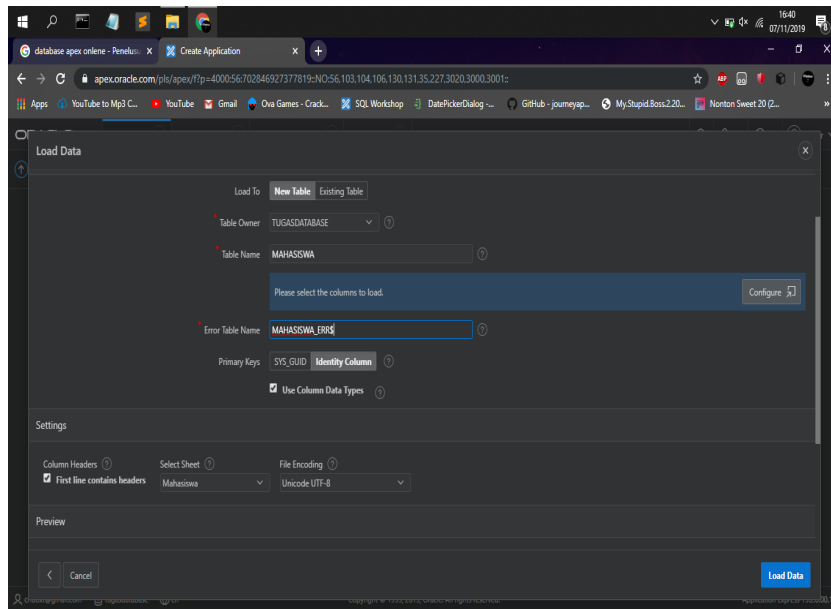 16:40
07/11/2019
database apex onlene - Penelus
Create Application
apex.oracle.com/pls/apex/f?p=4000:56:702846927377819::NO:56,103,104,106,130,131,35,227,3020,3000,3001::
Apps
YouTube to Mp3 C...
YouTube
Gmail
Ova Games - Crack...
SQL Workshop
DatePickerDialog -...
GitHub - journeyap...
My.Stupid.Boss.2.20...
Nonton Sweet 20 (2...
»
Load Data
Load To New Table Existing Table
* Table Owner TUGASDATABASE
* Table Name MAHASISWA
Please select the columns to load. Configure
* Error Table Name MAHASISWA_ERR$
Primary Keys SYS_GUID Identity Column
Use Column Data Types
Settings
Column Headers Select Sheet File Encoding
First line contains headers Mahasiswa Unicode UTF-8
Preview
Cancel
Load Data